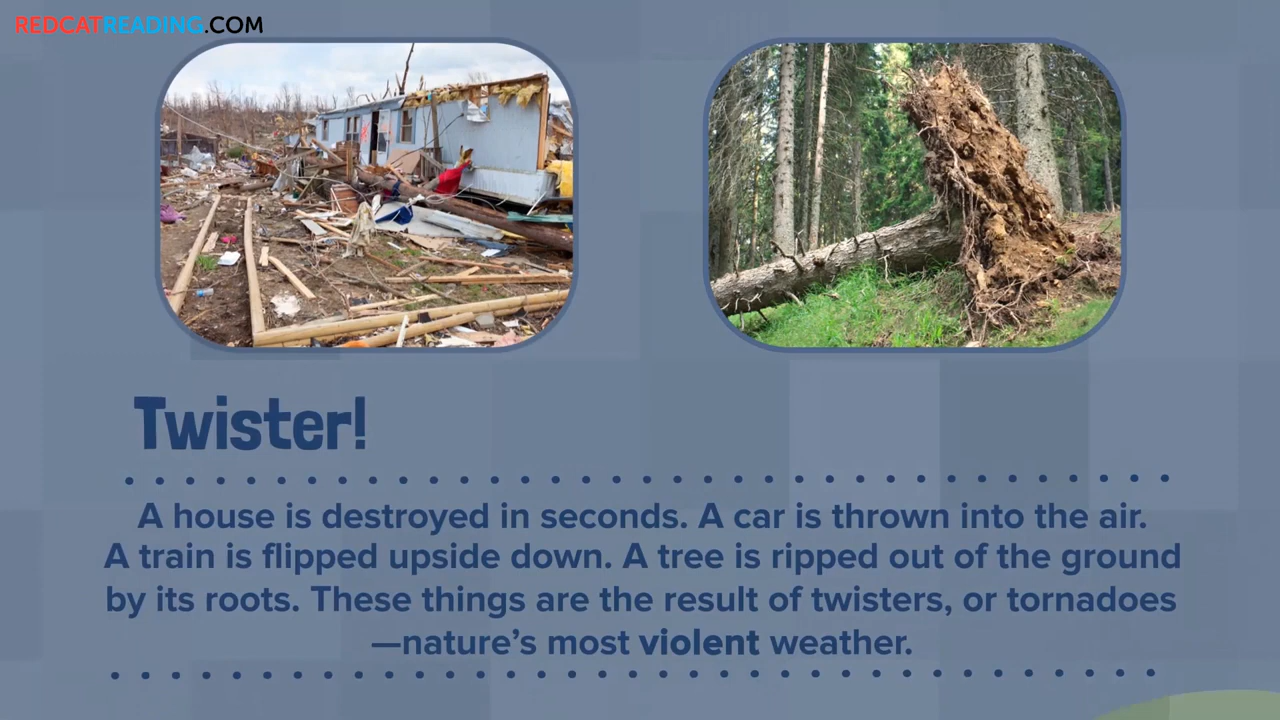 REDCATREADING.COM
Twister!
A house is destroyed in seconds. A car is thrown into the air.
A train is flipped upside down. A tree is ripped out of the ground
by its roots. These things are the result of twisters, or tornadoes
—nature’s most violent weather.